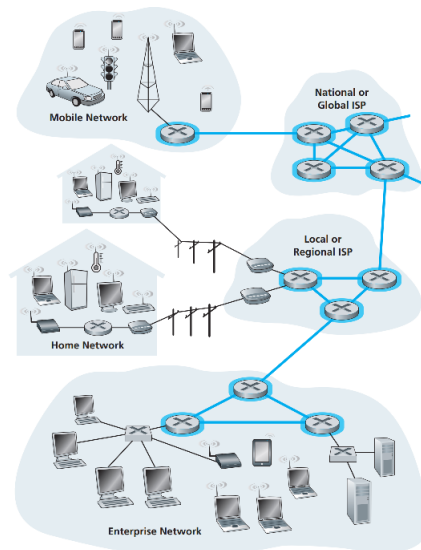 National or
Global ISP
Mobile Network
Local or
Regional ISP
Home Network
Enterprise Network